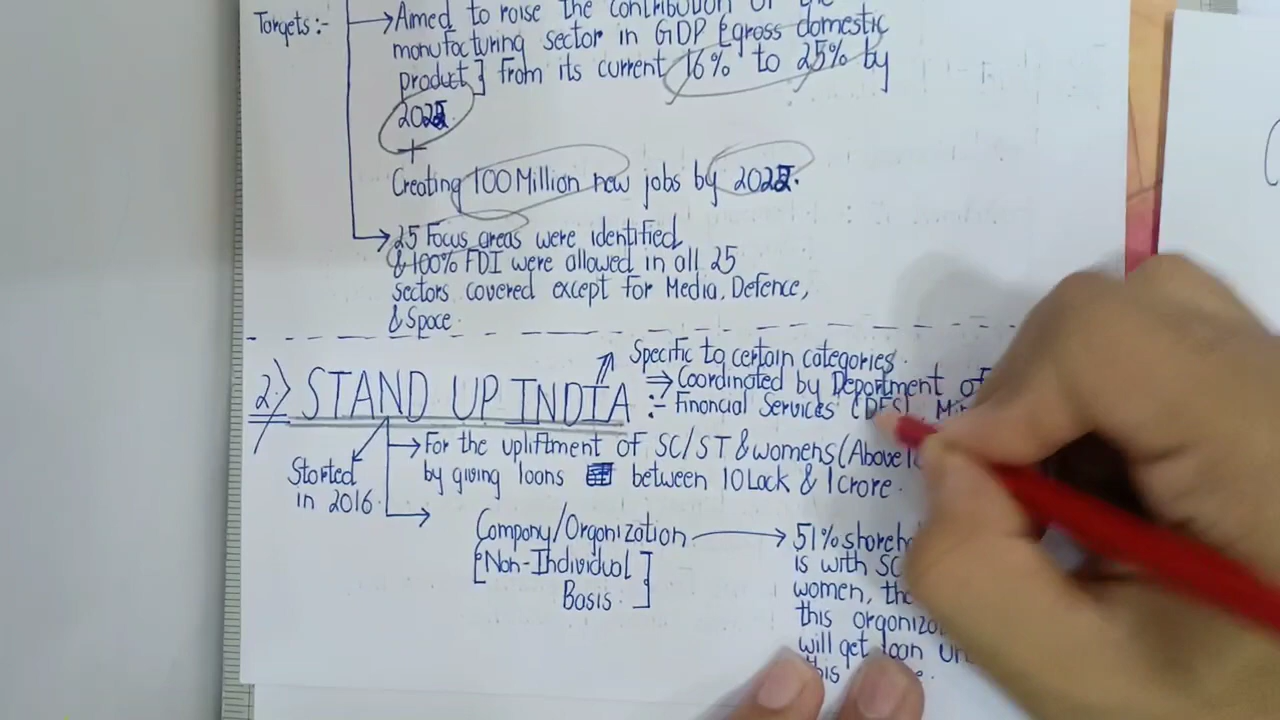 Targets:- Aimed to raise the contribution of the
manufacturing sector in GDP [gross domestic
product] from its current 16% to 25% by
2025
+
Creating 100 Million new jobs by 2022.
25 Focus areas were identified
& 100% FDI were allowed in all 25
sectors covered except for Media, Defence,
& Space.
Specific to certain categories.
2.) STAND UP INDIA :- Coordinated by Department of
Financial Services (DFS),
For the upliftment of SC/ST & womens (Above
by giving loans between 10 Lack & 1 Crore.
Started
in 2016.
Company/Organization
[Non-Individual
Basis.]
51%
is with
women,
this
will get loan